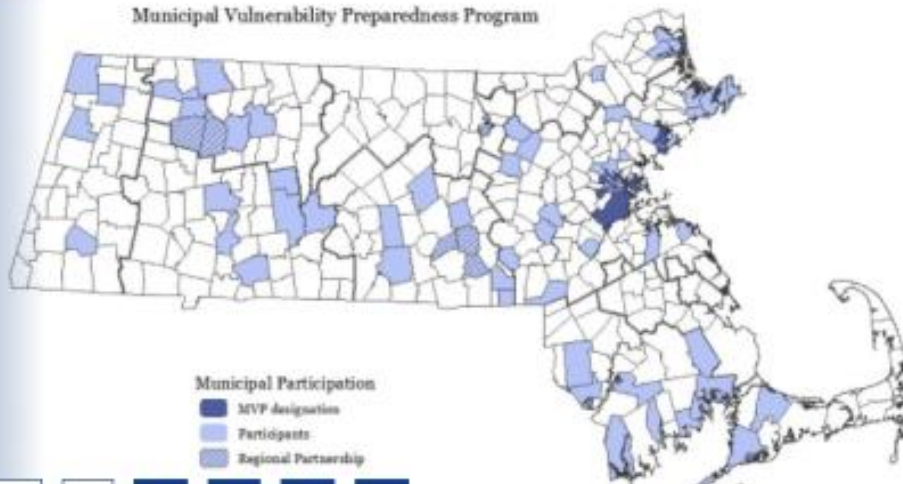 Municipal Vulnerability Preparedness Program
Municipal Participation
MVP designation
Participants
Regional Partnership